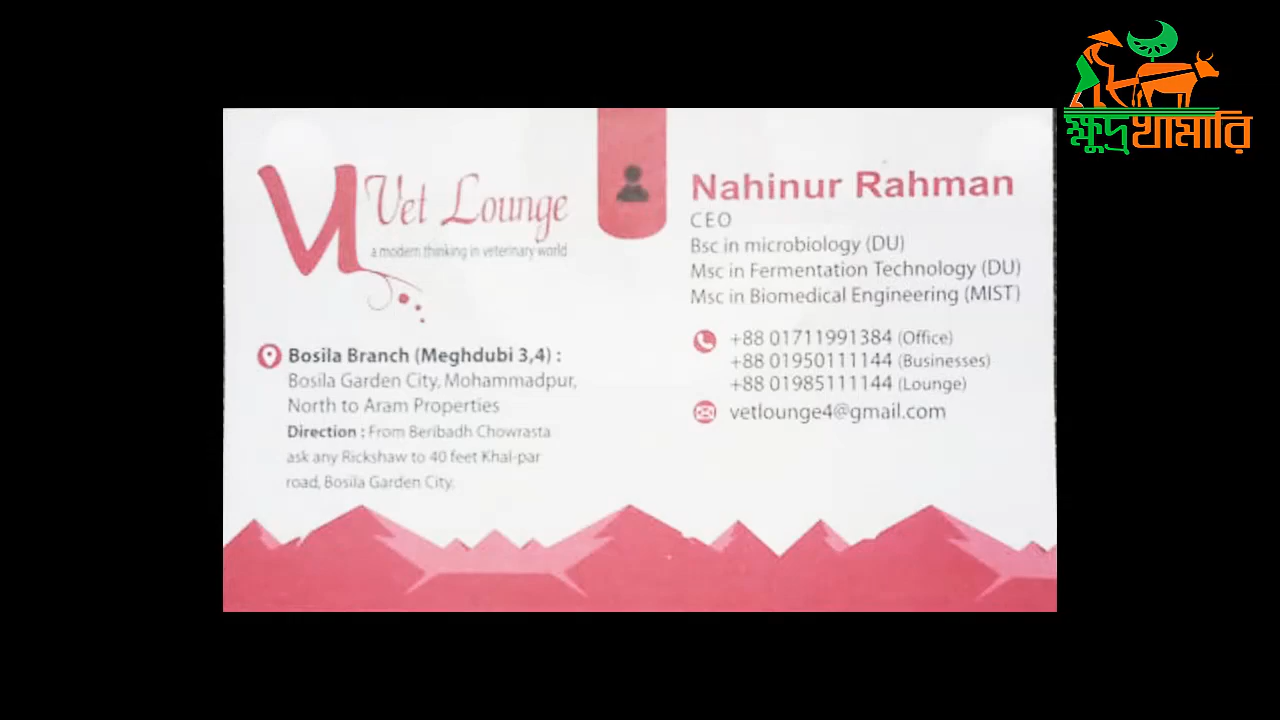 ক্ষুদ্রখামারি
Vet Lounge
a modern thinking in veterinary world
Nahinur Rahman
CEO
Bsc in microbiology (DU)
Msc in Fermentation Technology (DU)
Msc in Biomedical Engineering (MIST)
Bosila Branch (Meghdubi 3,4) :
Bosila Garden City, Mohammadpur,
North to Aram Properties
Direction : From Beribadh Chowrasta
ask any Rickshaw to 40 feet Khal-par
road, Bosila Garden City.
+88 01711991384 (Office)
+88 01950111144 (Businesses)
+88 01985111144 (Lounge)
vetlounge4@gmail.com